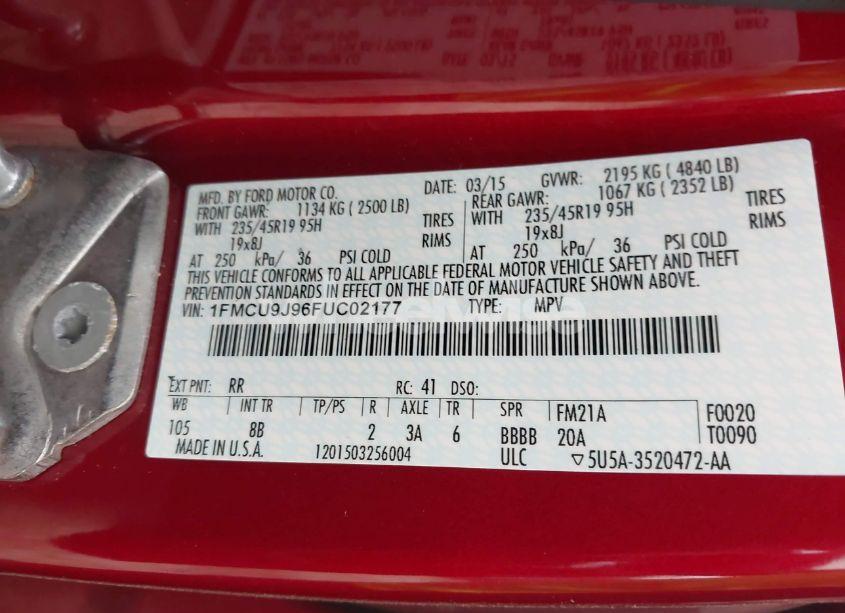 MFD. BY FORD MOTOR CO. DATE: 03/15 GVWR: 2195 KG ( 4840 LB)
FRONT GAWR: 1134 KG ( 2500 LB) REAR GAWR: 1067 KG ( 2352 LB)
WITH 235/45R19 95H TIRES WITH 235/45R19 95H TIRES
19x8J RIMS 19x8J RIMS
AT 250 kPa/ 36 PSI COLD AT 250 kPa/ 36 PSI COLD
THIS VEHICLE CONFORMS TO ALL APPLICABLE FEDERAL MOTOR VEHICLE SAFETY AND THEFT
PREVENTION STANDARDS IN EFFECT ON THE DATE OF MANUFACTURE SHOWN ABOVE.
VIN: 1FMCU9J96FUC02177 TYPE: MPV
EXT PNT: RR RC: 41 DSO:
WB INT TR TP/PS R AXLE TR SPR FM21A F0020
105 8B 2 3A 6 BBBB 20A T0090
MADE IN U.S.A. 1201503256004 ULC ▽5U5A-3520472-AA